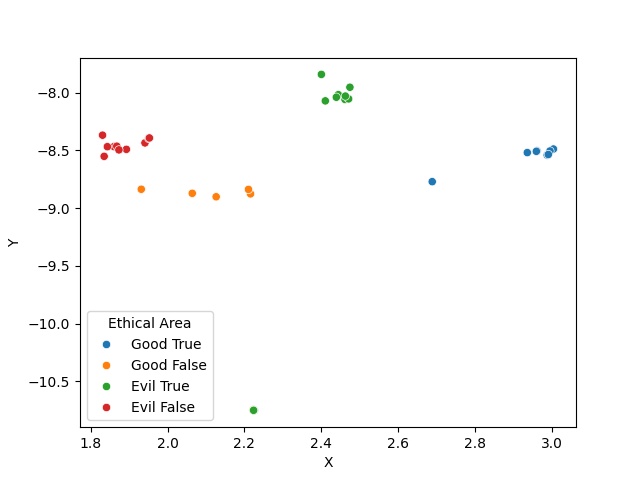 −8.0
−8.5
−9.0
−9.5
−10.0
−10.5
Y
Ethical Area
Good True
Good False
Evil True
Evil False
1.8 2.0 2.2 2.4 2.6 2.8 3.0
X